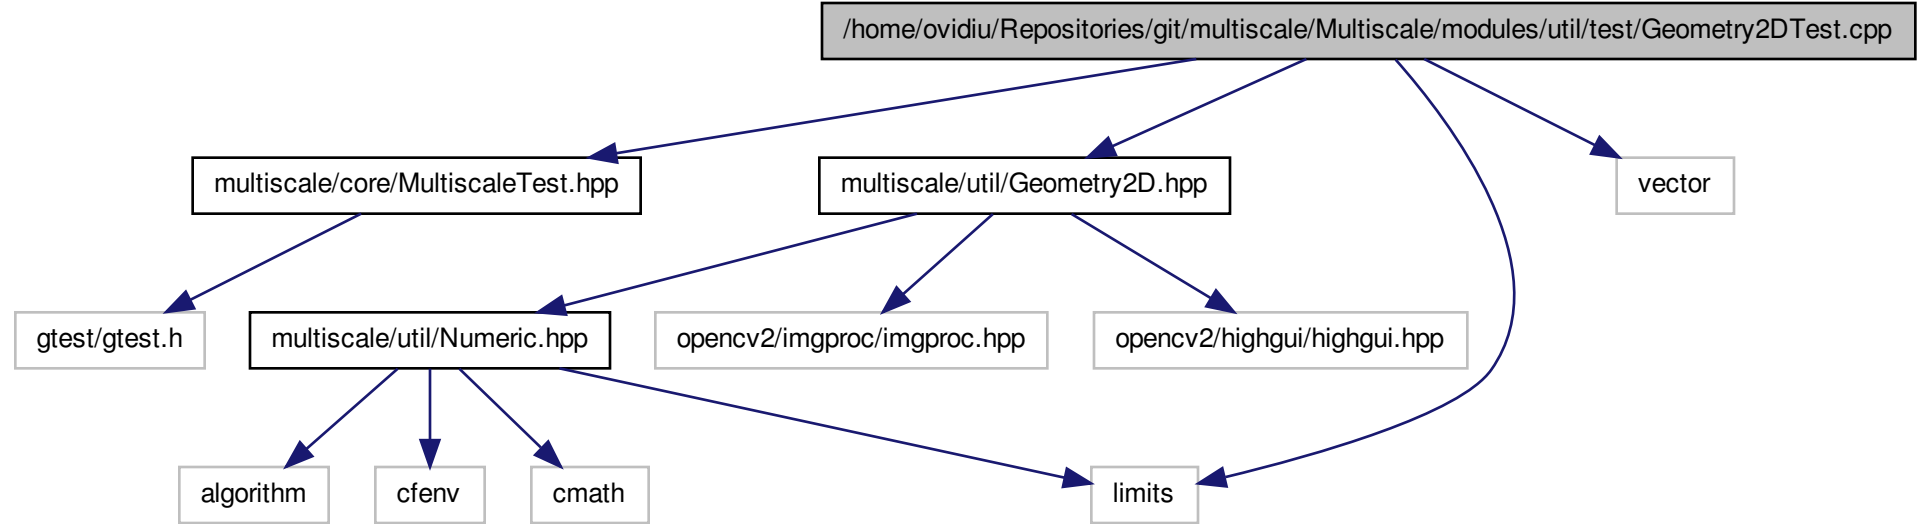 /home/ovidiu/Repositories/git/multiscale/Multiscale/modules/util/test/Geometry2DTest.cpp
multiscale/core/MultiscaleTest.hpp
multiscale/util/Geometry2D.hpp
vector
gtest/gtest.h
multiscale/util/Numeric.hpp
opencv2/imgproc/imgproc.hpp
opencv2/highgui/highgui.hpp
algorithm
cfenv
cmath
limits